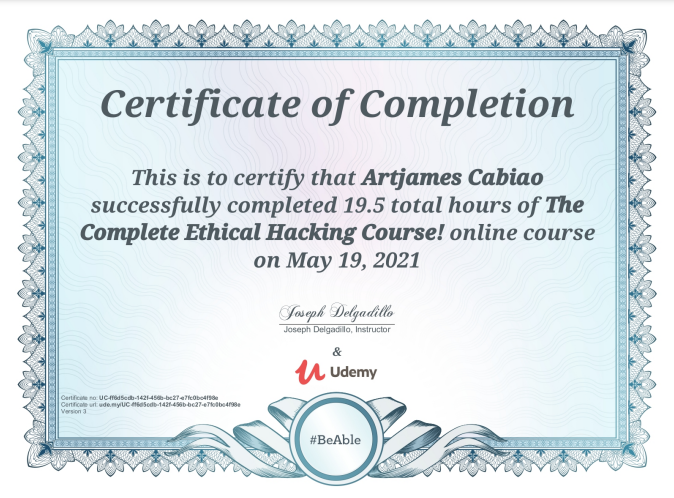 Certificate of Completion
This is to certify that Artjames Cabiao
successfully completed 19.5 total hours of The
Complete Ethical Hacking Course! online course
on May 19, 2021
Joseph Delgadillo
Joseph Delgadillo, Instructor
&
Udemy
Certificate no: UC-ff6d5cdb-142f-456b-bc27-e7fc0bc4f98e
Certificate url: ude.my/UC-ff6d5cdb-142f-456b-bc27-e7fc0bc4f98e
Version 3
#BeAble